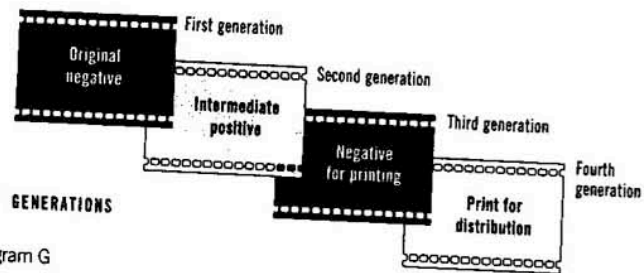 First generation
Original
negative
Second generation
Intermediate
positive
Third generation
Negative
for printing
Fourth
generation
Print for
distribution
GENERATIONS
gram G